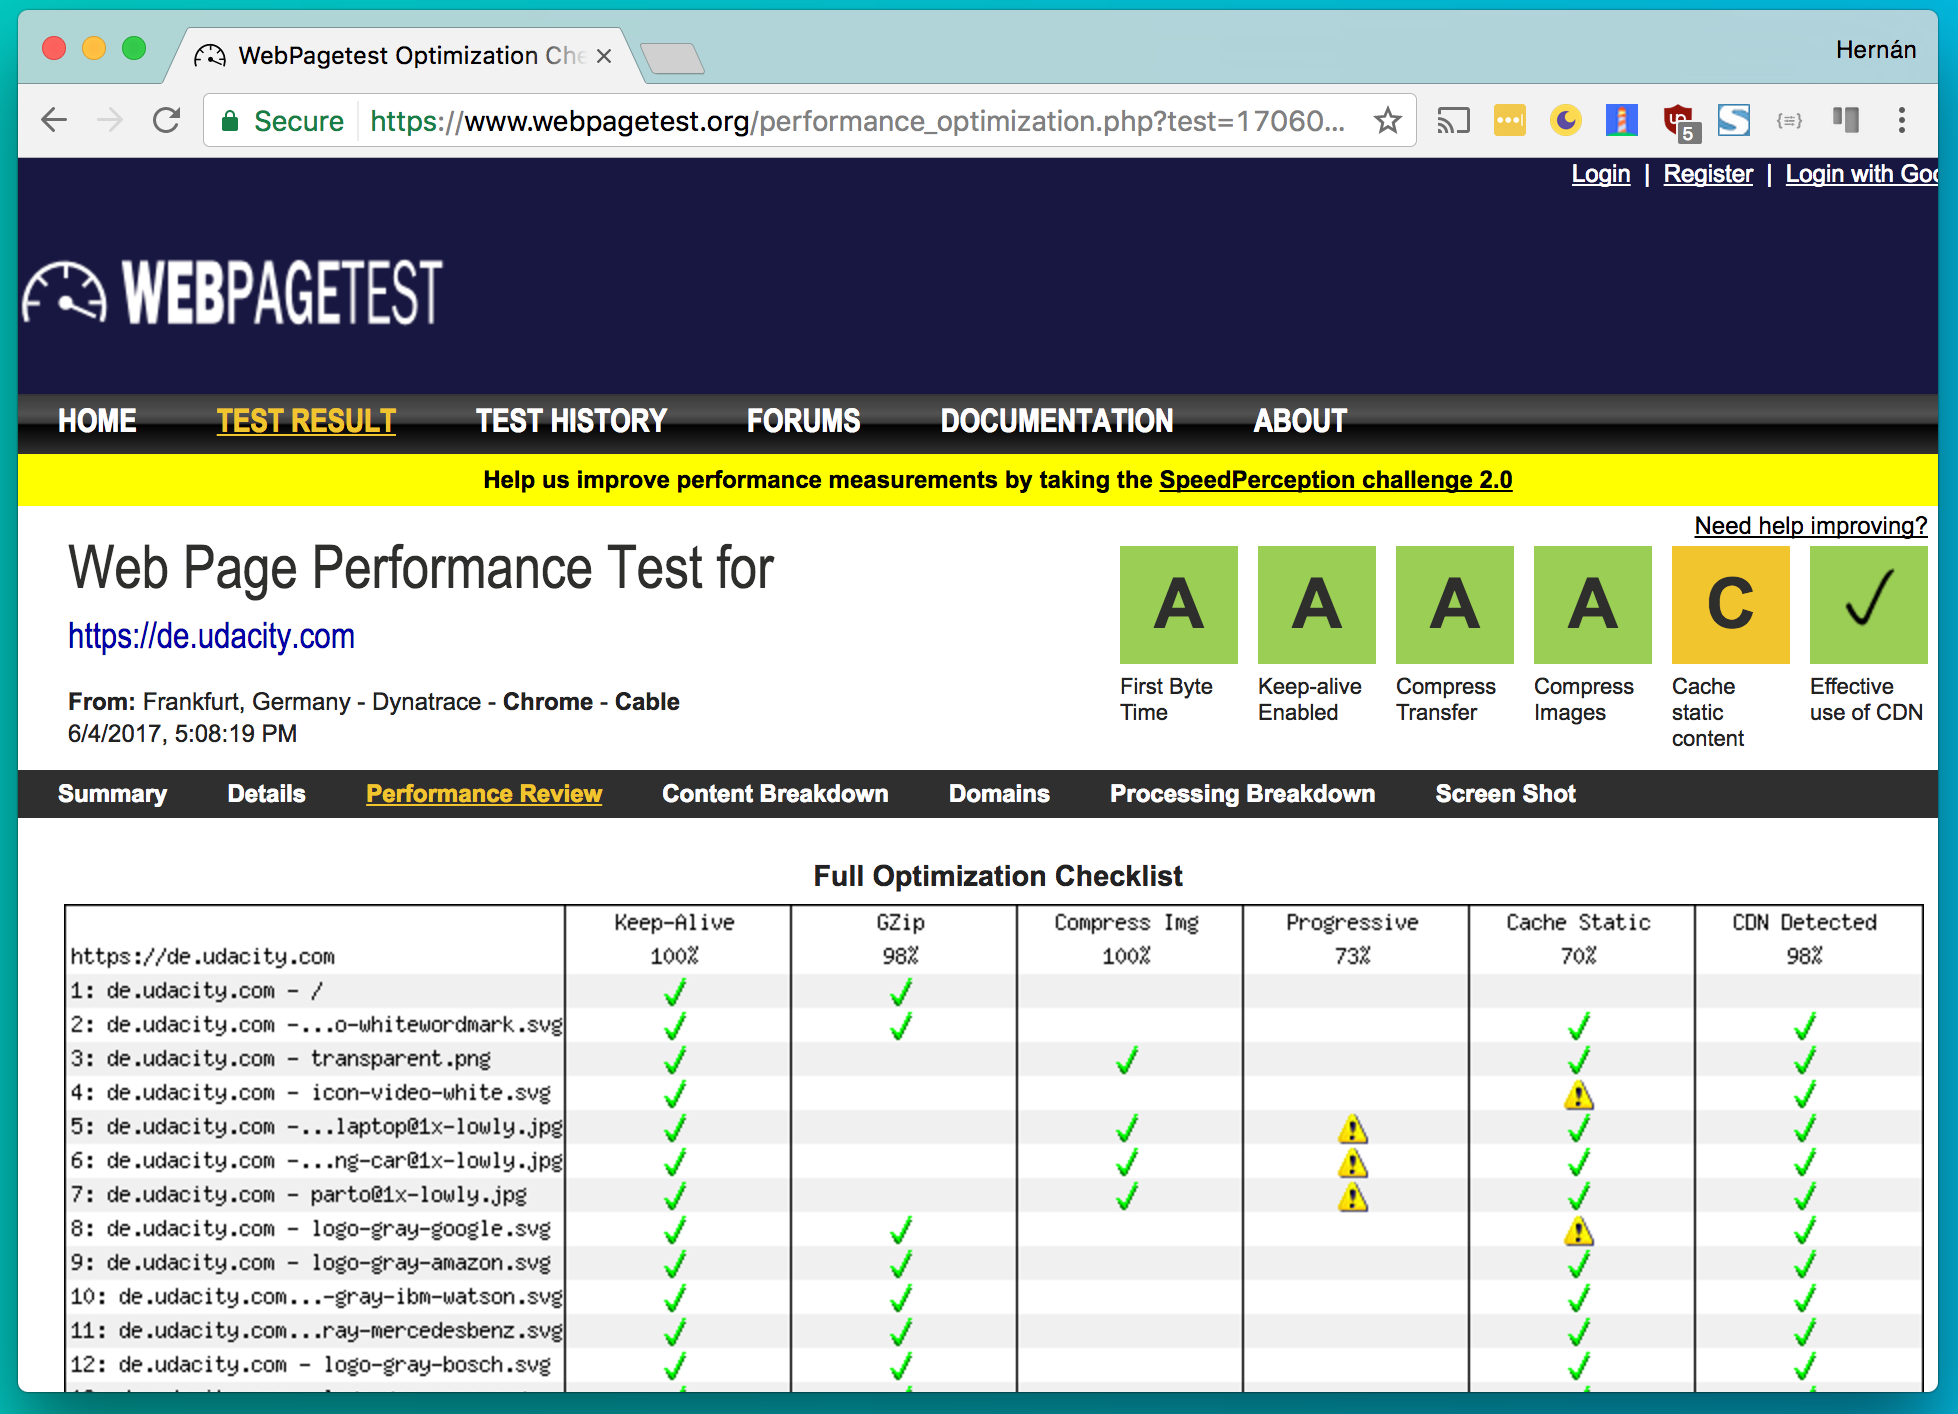 WebPagetest Optimization Che
Hernán
Secure https://www.webpagetest.org/performance_optimization.php?test=17060...
5
Login | Register | Login with Goo
WEBPAGETEST
HOME TEST RESULT TEST HISTORY FORUMS DOCUMENTATION ABOUT
Help us improve performance measurements by taking the SpeedPerception challenge 2.0
Need help improving?
Web Page Performance Test for
https://de.udacity.com
From: Frankfurt, Germany - Dynatrace - Chrome - Cable
6/4/2017, 5:08:19 PM
A A A A C
First Byte Time
Keep-alive Enabled
Compress Transfer
Compress Images
Cache static content
Effective use of CDN
Summary Details Performance Review Content Breakdown Domains Processing Breakdown Screen Shot
Full Optimization Checklist
Keep-Alive GZip Compress Img Progressive Cache Static CDN Detected
https://de.udacity.com 100% 98% 100% 73% 70% 98%
1: de.udacity.com - /
2: de.udacity.com -...o-whitewordmark.svg
3: de.udacity.com - transparent.png
4: de.udacity.com - icon-video-white.svg
5: de.udacity.com -...laptop@1x-lowly.jpg
6: de.udacity.com -...ng-car@1x-lowly.jpg
7: de.udacity.com - parto@1x-lowly.jpg
8: de.udacity.com - logo-gray-google.svg
9: de.udacity.com - logo-gray-amazon.svg
10: de.udacity.com...-gray-ibm-watson.svg
11: de.udacity.com...ray-mercedesbenz.svg
12: de.udacity.com - logo-gray-bosch.svg